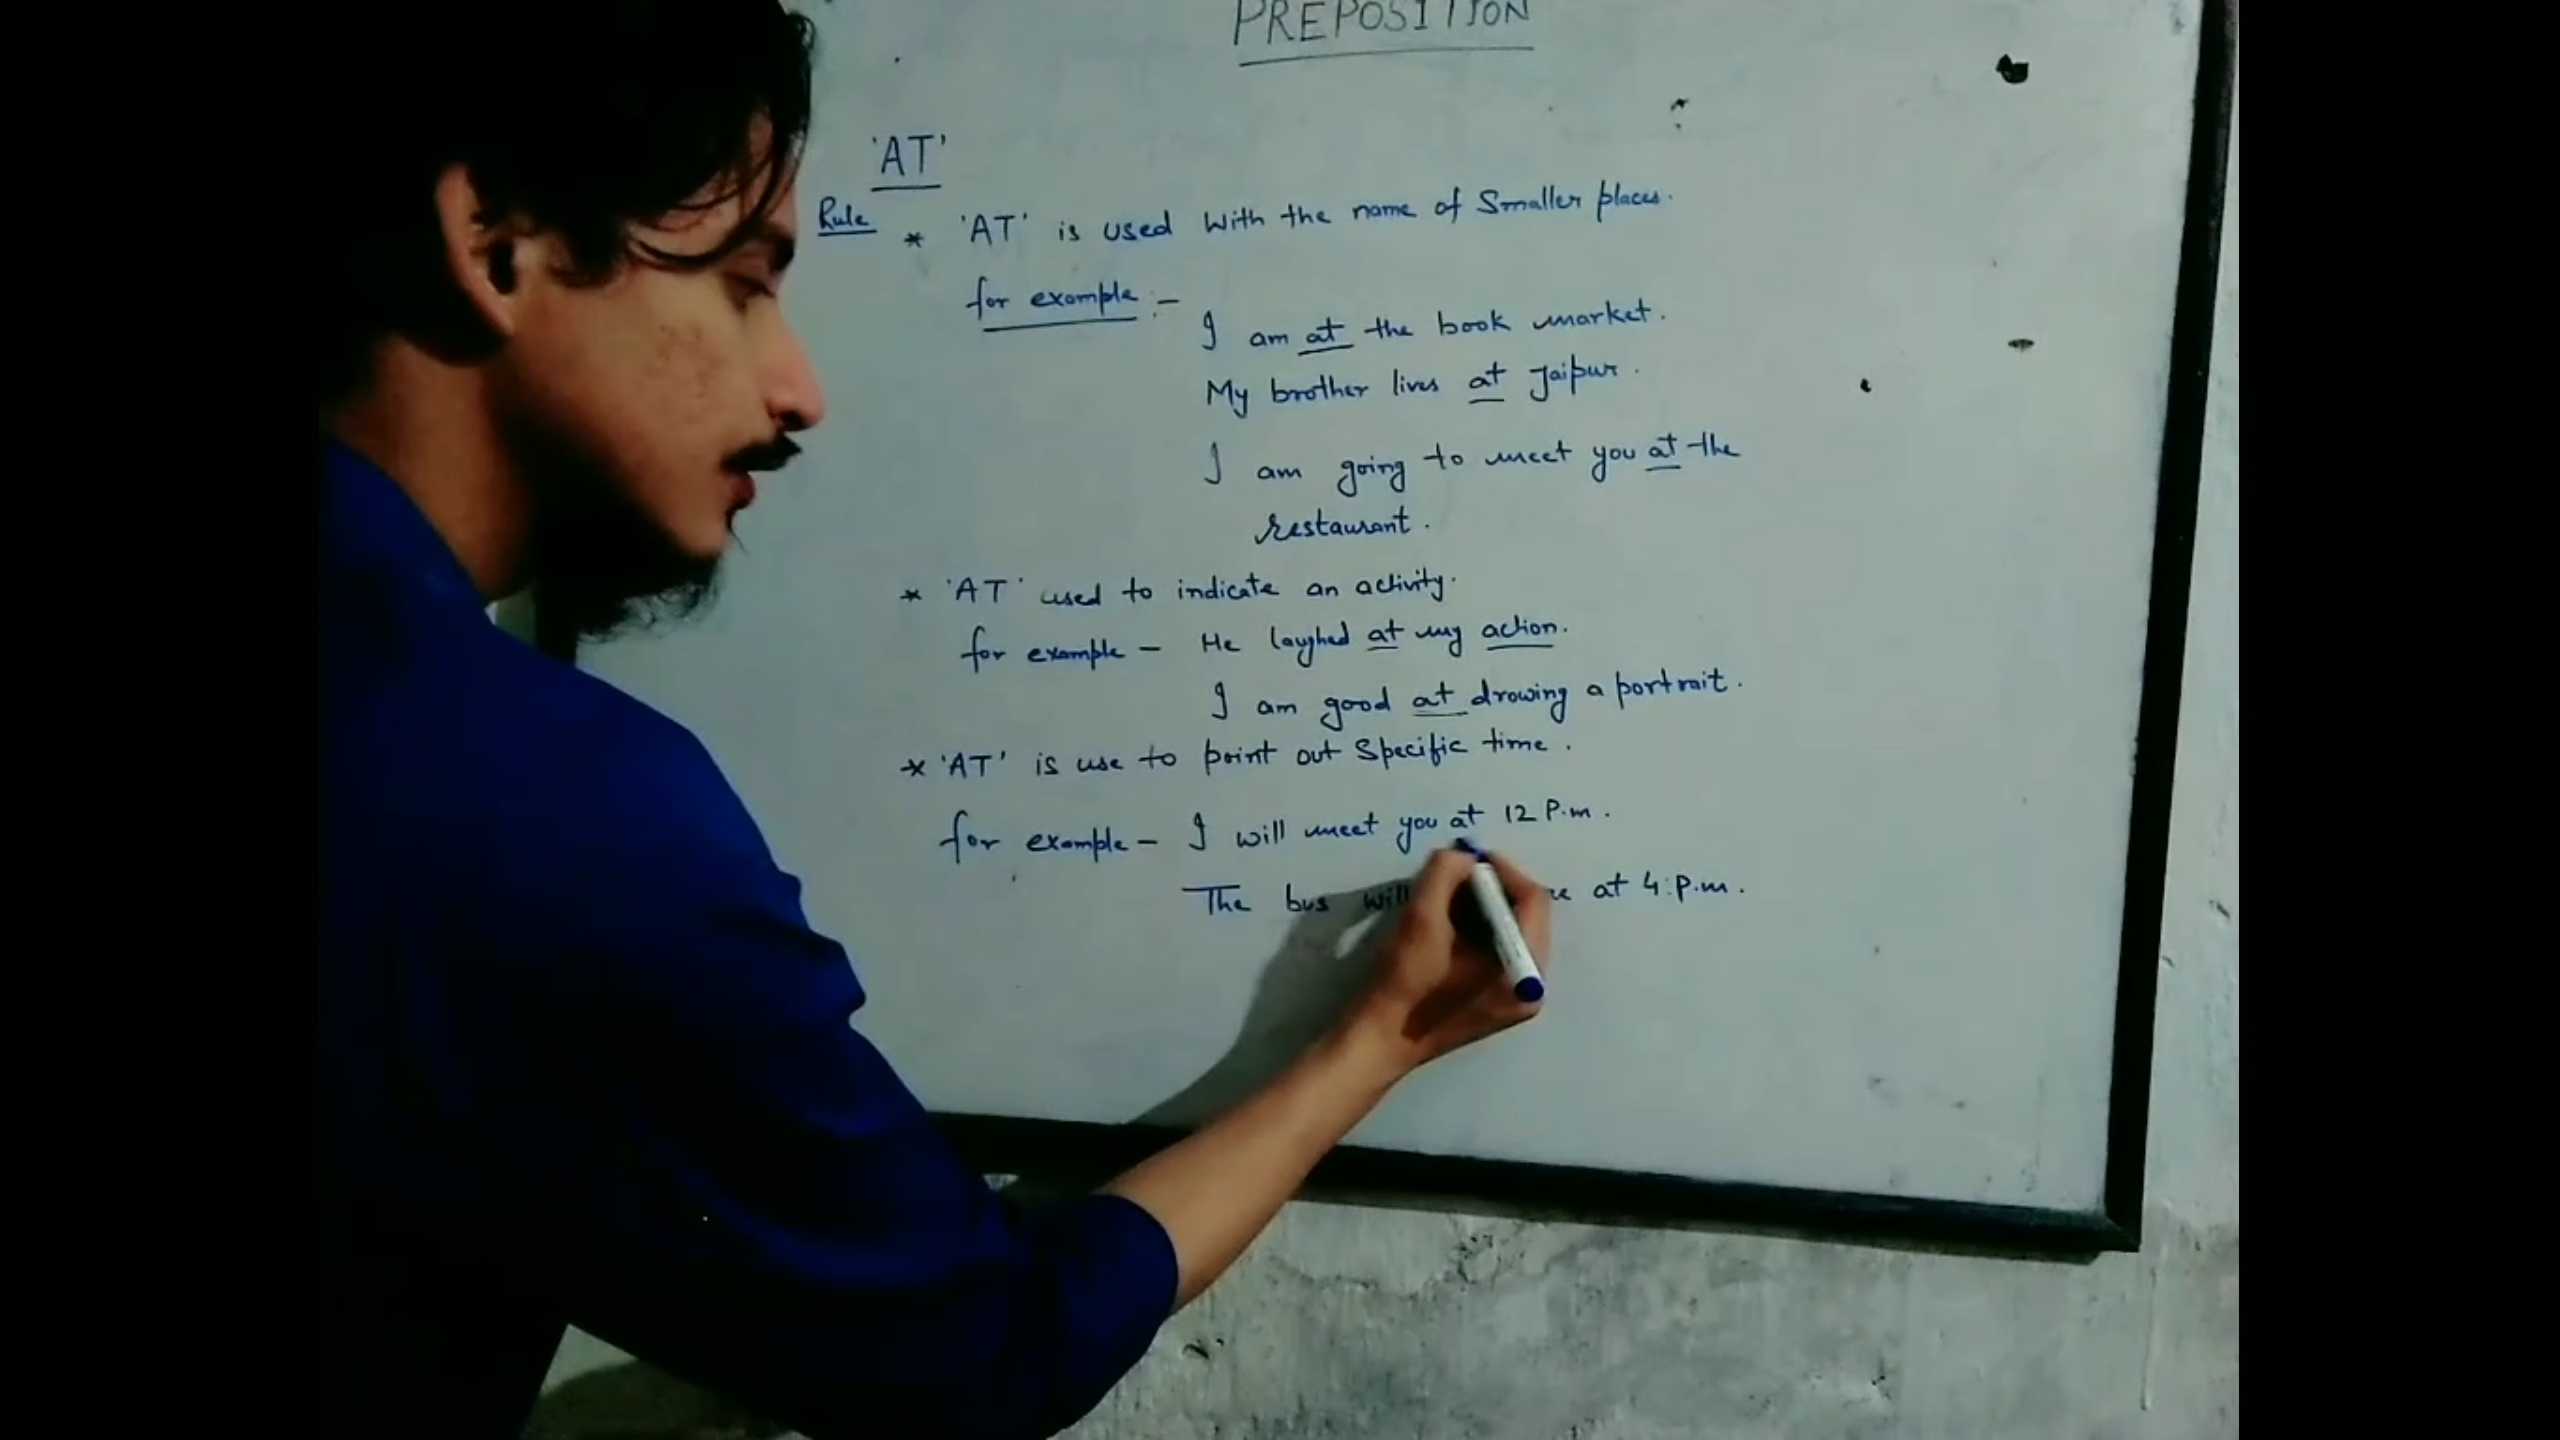 PREPOSITION
'AT'
Rule * 'AT' is used With the name of Smaller places.
for example :- I am at the book market.
My brother lives at Jaipur.
I am going to meet you at the
restaurant.
* 'AT' used to indicate an activity.
for example - He laughed at my action.
I am good at drowing a portrait.
* 'AT' is use to point out Specific time.
for example - I will meet you at 12 P.m.
The bus will at 4:p.m.